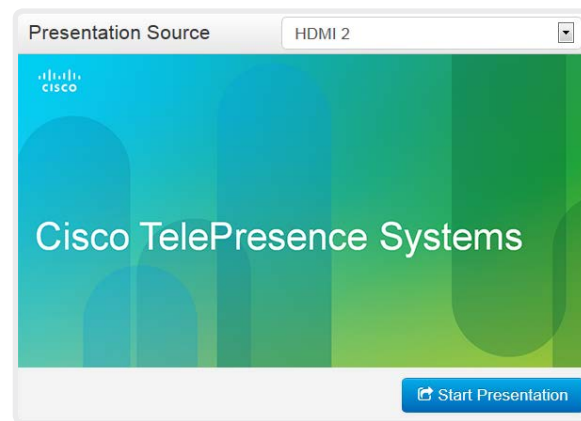 Presentation Source
HDMI 2
CISCO
Cisco TelePresence Systems
Start Presentation